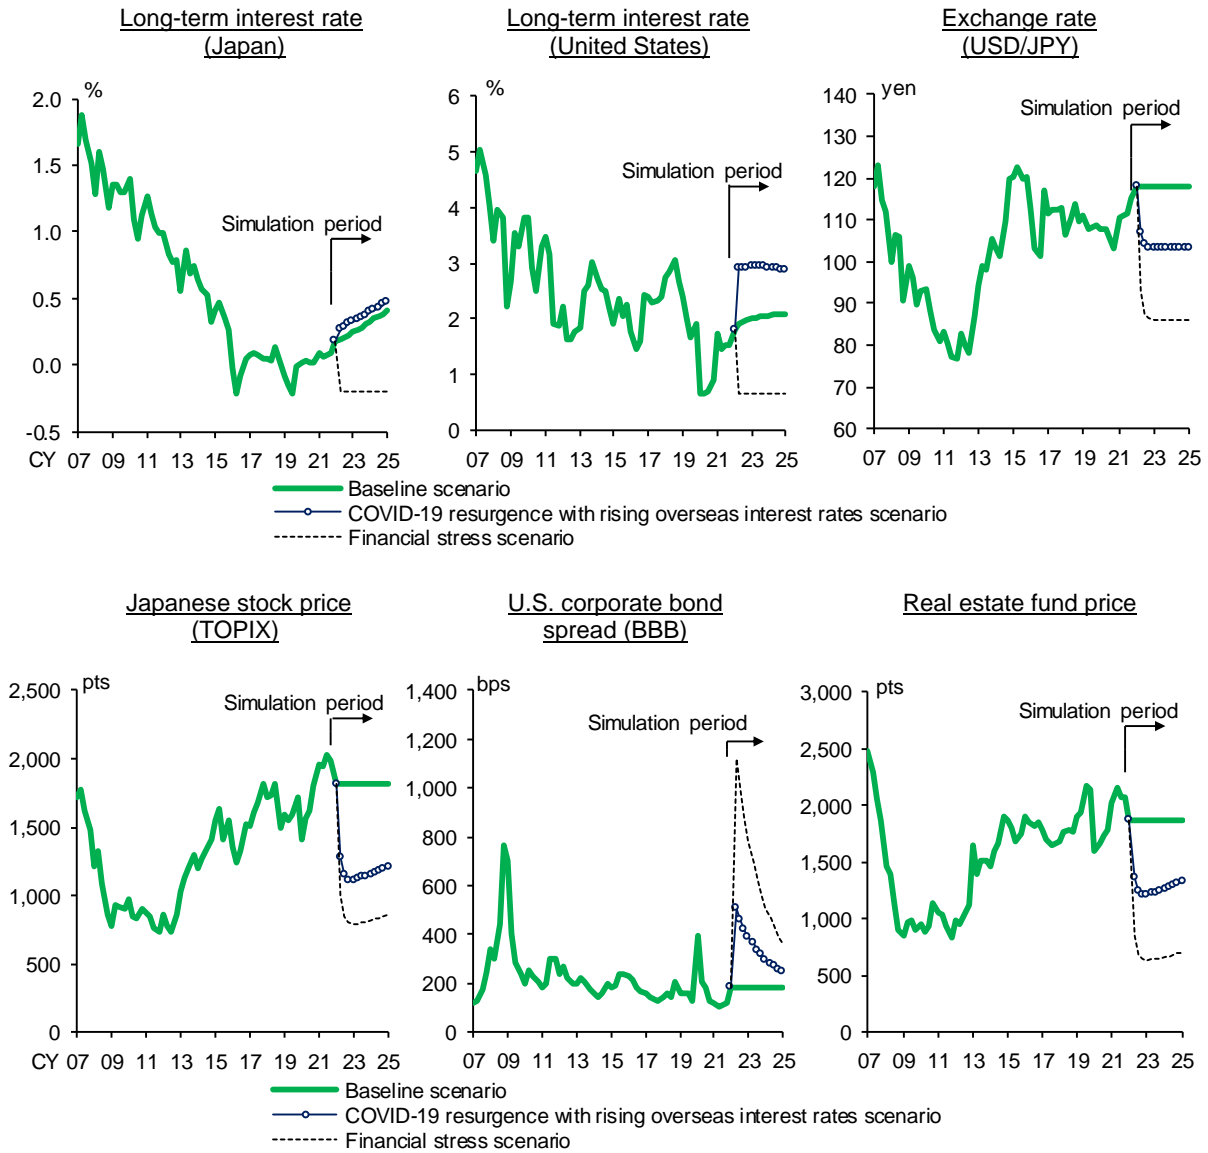 Long-term interest rate
(Japan)
Long-term interest rate
(United States)
Exchange rate
(USD/JPY)
%
2.0
1.5
1.0
0.5
0.0
-0.5
Simulation period
CY 07 09 11 13 15 17 19 21 23 25
%
6
5
4
3
2
1
0
Simulation period
07 09 11 13 15 17 19 21 23 25
yen
140
130
120
110
100
90
80
70
60
Simulation period
07 09 11 13 15 17 19 21 23 25
Baseline scenario
COVID-19 resurgence with rising overseas interest rates scenario
Financial stress scenario
Japanese stock price
(TOPIX)
U.S. corporate bond
spread (BBB)
Real estate fund price
pts
2,500
2,000
1,500
1,000
500
0
Simulation period
CY 07 09 11 13 15 17 19 21 23 25
bps
1,400
1,200
1,000
800
600
400
200
0
Simulation period
07 09 11 13 15 17 19 21 23 25
pts
3,000
2,500
2,000
1,500
1,000
500
0
Simulation period
07 09 11 13 15 17 19 21 23 25
Baseline scenario
COVID-19 resurgence with rising overseas interest rates scenario
Financial stress scenario